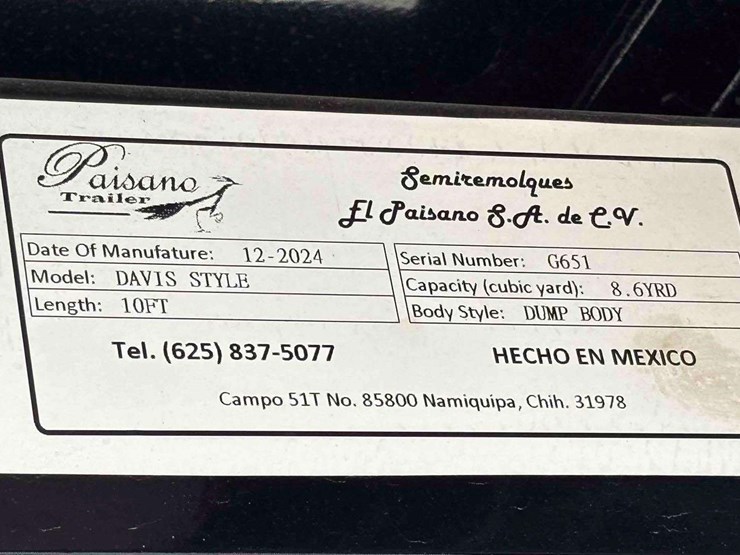 Paisano
Trailer
Semiremolques
El Paisano S.A. de C.V.
Date Of Manufature: 12-2024
Model: DAVIS STYLE
Length: 10FT
Serial Number: G651
Capacity (cubic yard): 8.6YRD
Body Style: DUMP BODY
Tel. (625) 837-5077
HECHO EN MEXICO
Campo 51T No. 85800 Namiquipa, Chih. 31978